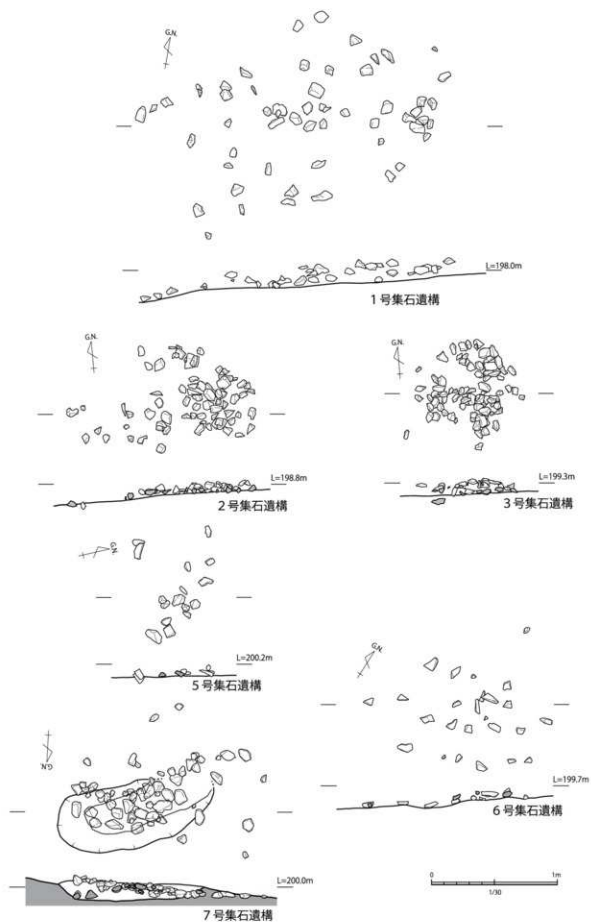 G.N.
L=198.0m
1号集石遺構
G.N.
L=198.8m
2号集石遺構
G.N.
L=199.3m
3号集石遺構
G.N.
L=200.2m
5号集石遺構
G.N.
L=199.7m
6号集石遺構
G.N.
L=200.0m
7号集石遺構
0 1m
1/30